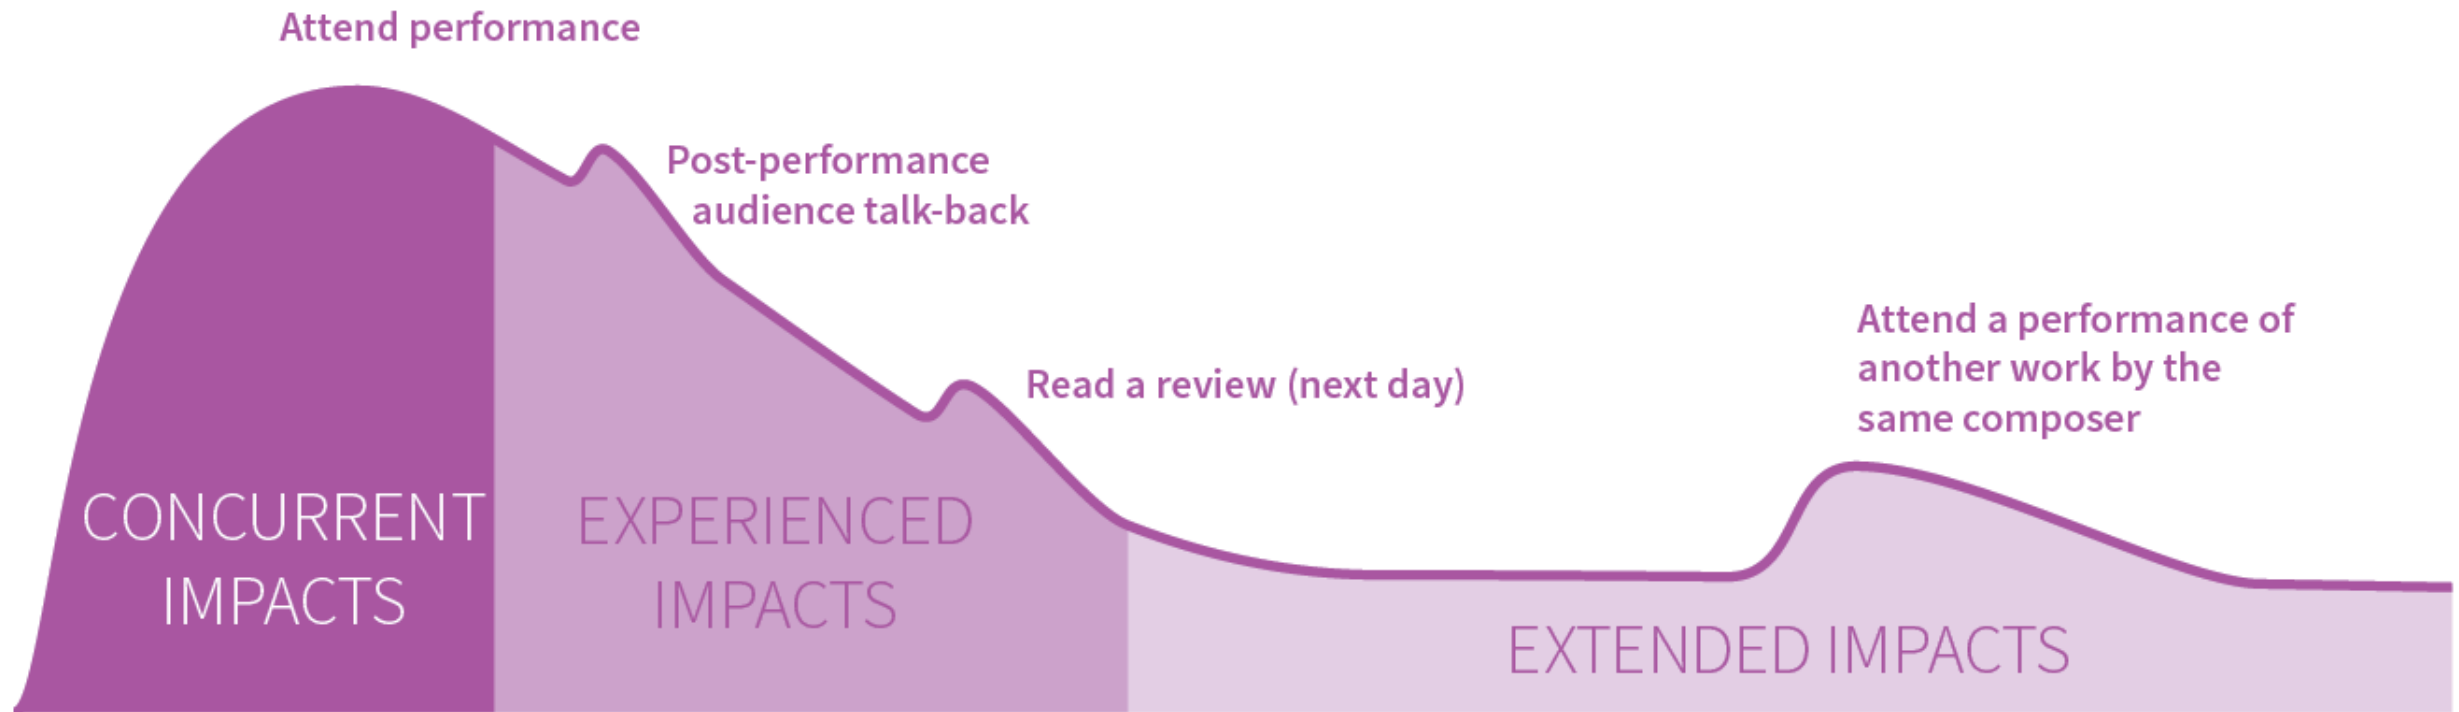 Attend performance
Post-performance
audience talk-back
Read a review (next day)
Attend a performance of
another work by the
same composer
CONCURRENT
IMPACTS
EXPERIENCED
IMPACTS
EXTENDED IMPACTS